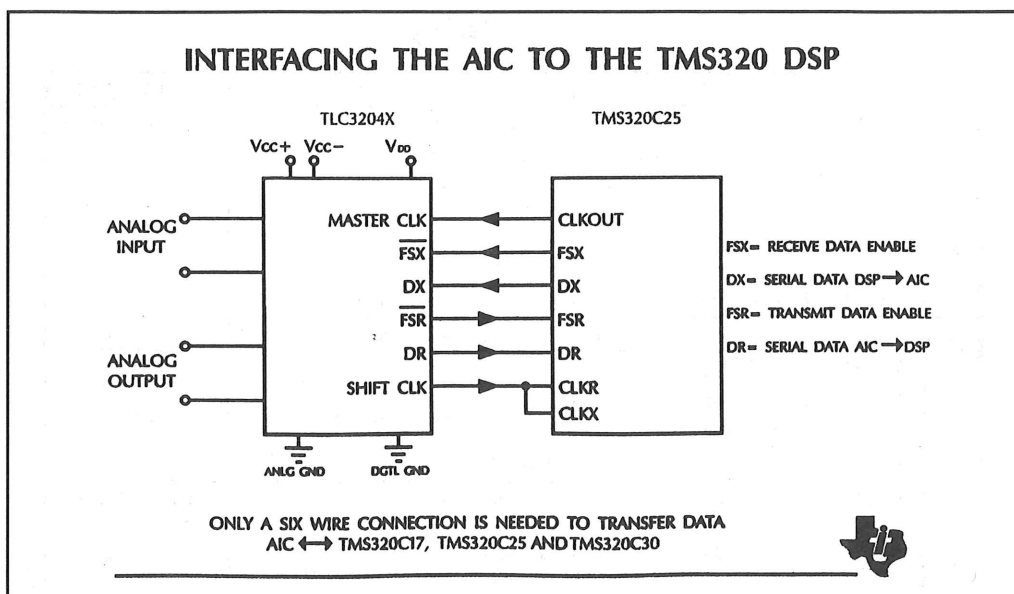 INTERFACING THE AIC TO THE TMS320 DSP
TLC3204X
TMS320C25
Vcc+ Vcc- VDD
ANALOG
INPUT
ANALOG
OUTPUT
MASTER CLK
FSX
DX
FSR
DR
SHIFT CLK
CLKOUT
FSX
DX
FSR
DR
CLKR
CLKX
ANLG GND
DGTL GND
FSX= RECEIVE DATA ENABLE
DX= SERIAL DATA DSP → AIC
FSR= TRANSMIT DATA ENABLE
DR= SERIAL DATA AIC → DSP
ONLY A SIX WIRE CONNECTION IS NEEDED TO TRANSFER DATA
AIC ↔ TMS320C17, TMS320C25 AND TMS320C30